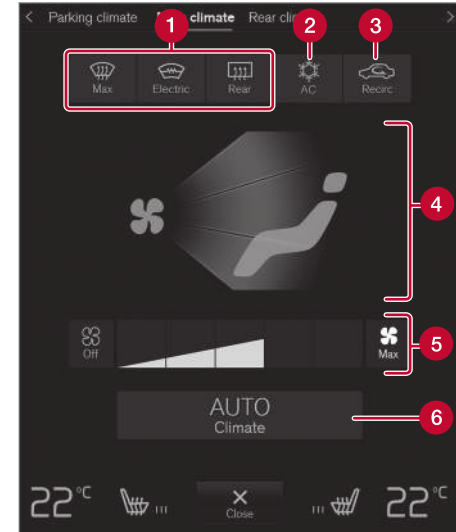 < Parking climate climate Rear cli >
1 2 3
Max Electric Rear AC Recirc
4
Off Max 5
AUTO
Climate 6
22°C Close 22°C